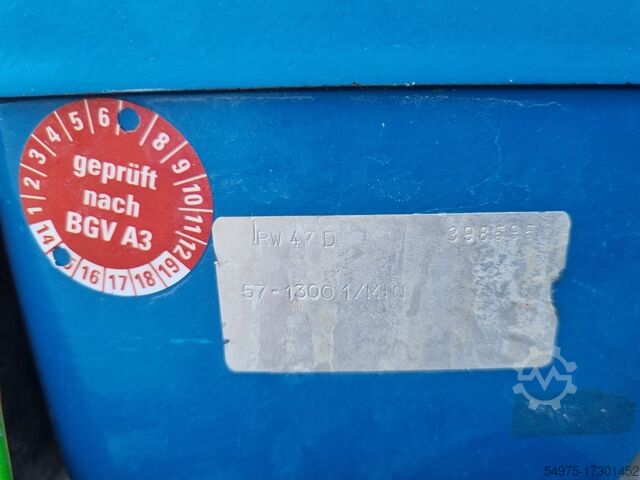 1 2 3 4 5 6 8 9 10 11 12
geprüft
nach
BGV A3
14 16 17 18 19
RW 47 D 398595
57-1300 1/MIN
54975-17301452